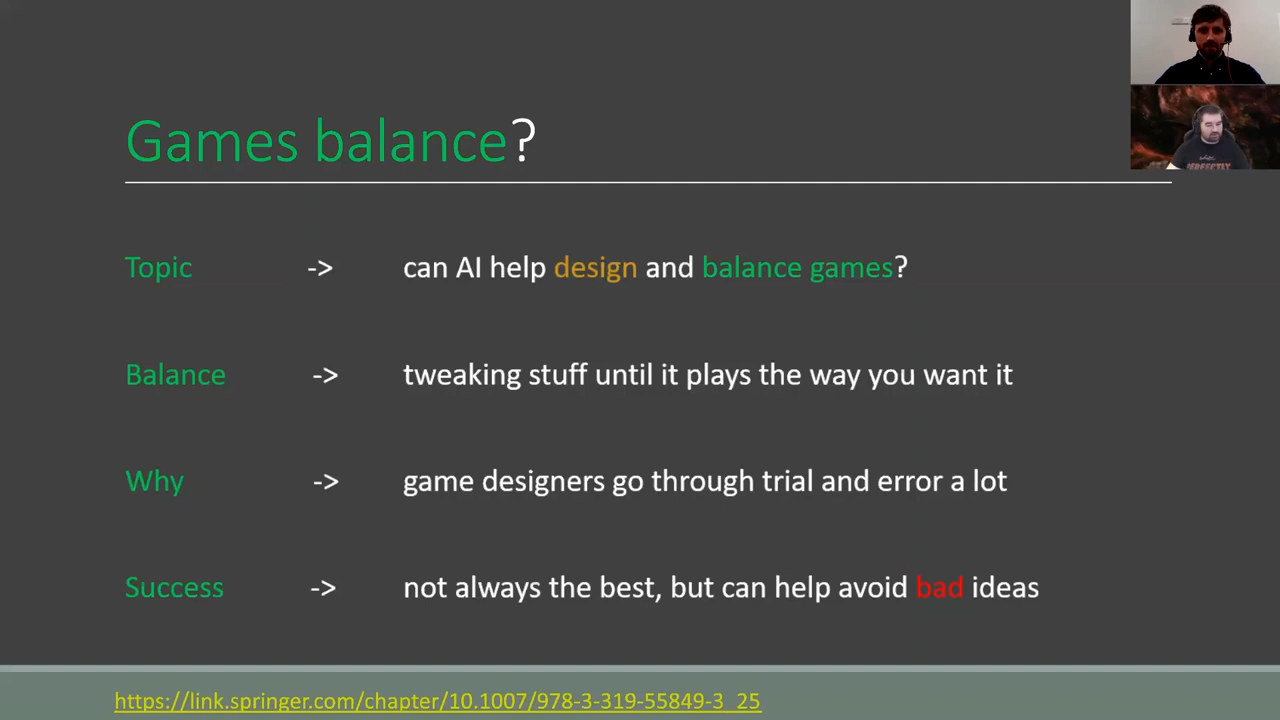 Games balance?
Topic -> can AI help design and balance games?
Balance -> tweaking stuff until it plays the way you want it
Why -> game designers go through trial and error a lot
Success -> not always the best, but can help avoid bad ideas
https://link.springer.com/chapter/10.1007/978-3-319-55849-3_25
PERFECTLY